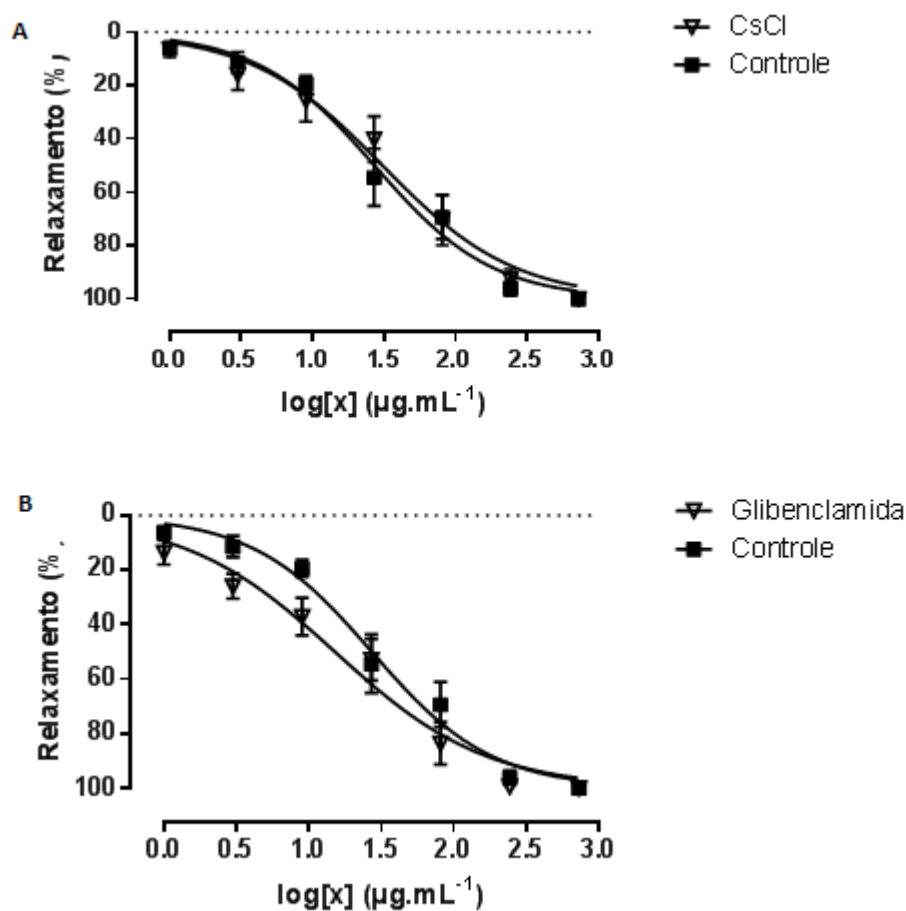 A
CsCl
Controle
Relaxamento (%)
0
20
40
60
80
100
0.0 0.5 1.0 1.5 2.0 2.5 3.0
log[x] (µg.mL⁻¹)
B
Glibenclamida
Controle
Relaxamento (%.
0
20
40
60
80
100
0.0 0.5 1.0 1.5 2.0 2.5 3.0
log[x] (µg.mL⁻¹)